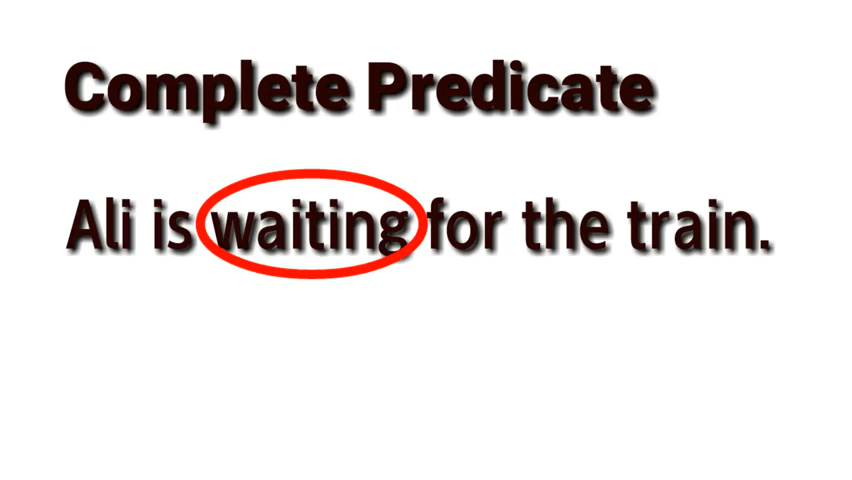 Complete Predicate
Ali is waiting for the train.